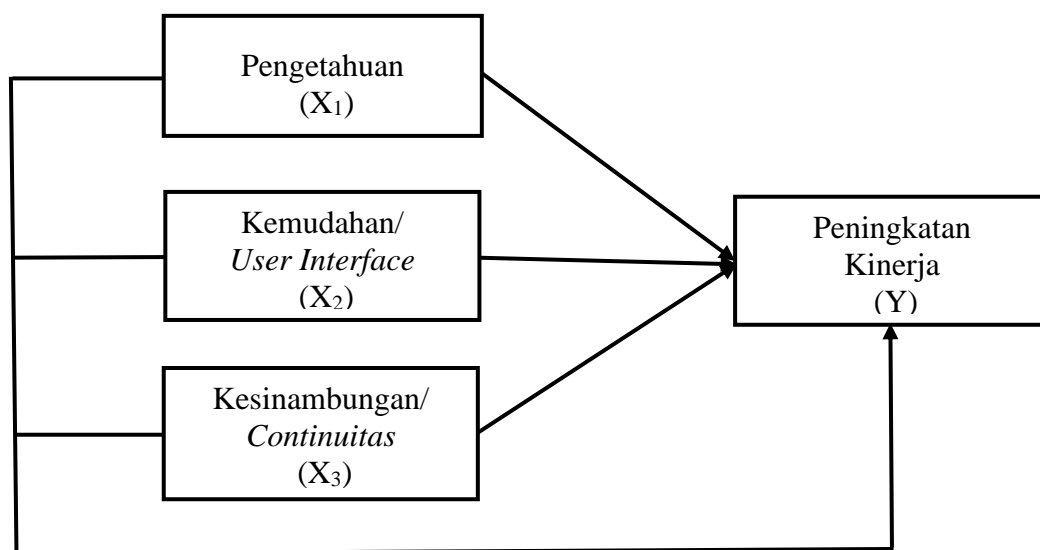 Pengetahuan
(X₁)
Kemudahan/
User Interface
(X₂)
Kesinambungan/
Continuitas
(X₃)
Peningkatan
Kinerja
(Y)